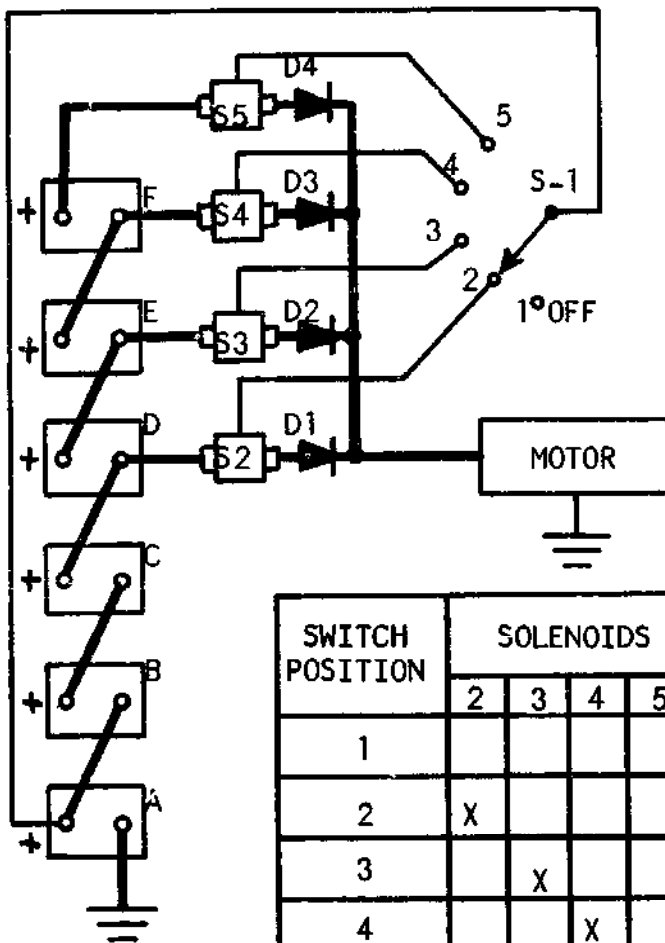 D4
S5
5
+
F
S4
D3
4
S-1
3
+
E
S3
D2
2
1 OFF
+
D
S2
D1
MOTOR
+
C
+
B
+
A
SWITCH POSITION
SOLENOIDS
2 3 4 5
1
2 X
3 X
4 X